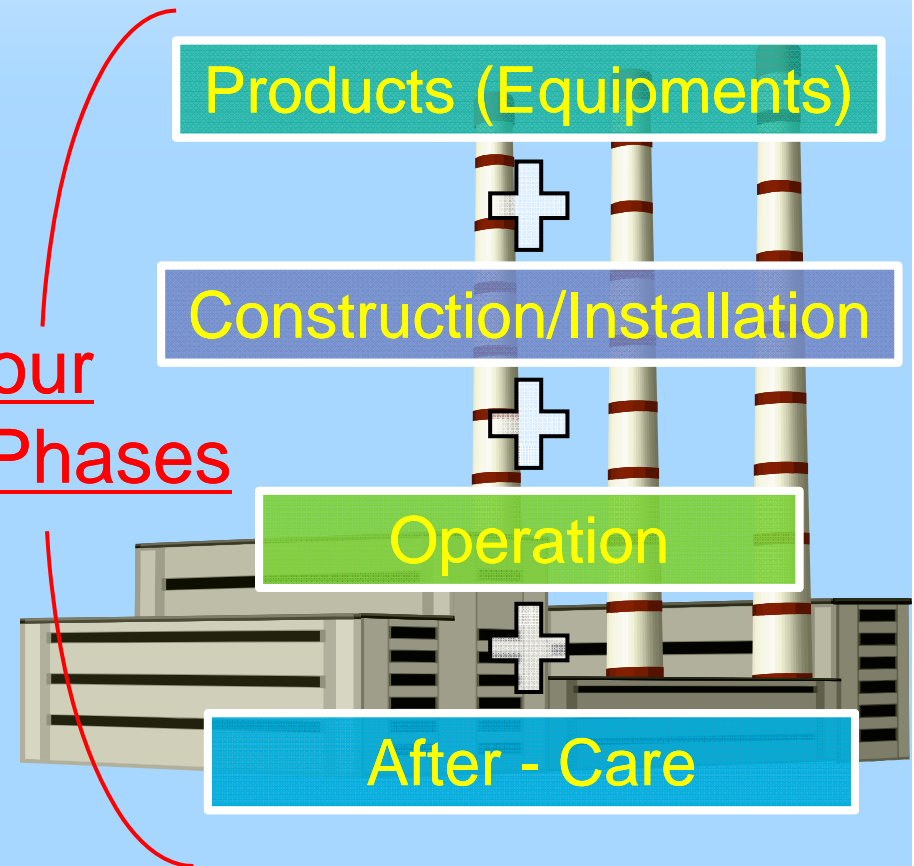 Products (Equipments)
Construction/Installation
our
Phases
Operation
After - Care